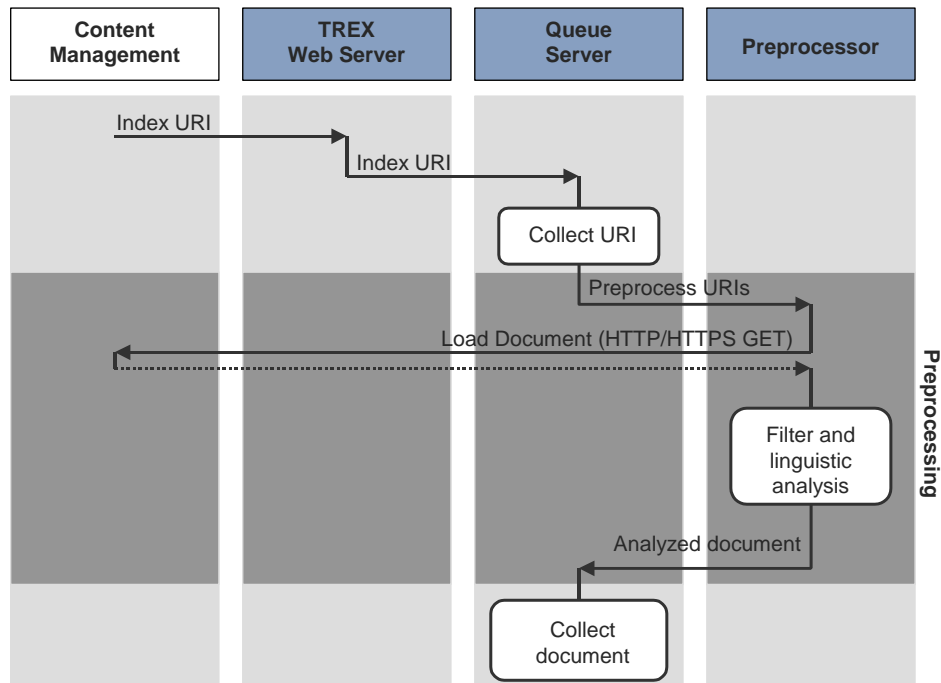 Content
Management
TREX
Web Server
Queue
Server
Preprocessor
Index URI
Index URI
Collect URI
Preprocess URIs
Load Document (HTTP/HTTPS GET)
Preprocessing
Filter and
linguistic
analysis
Analyzed document
Collect
document